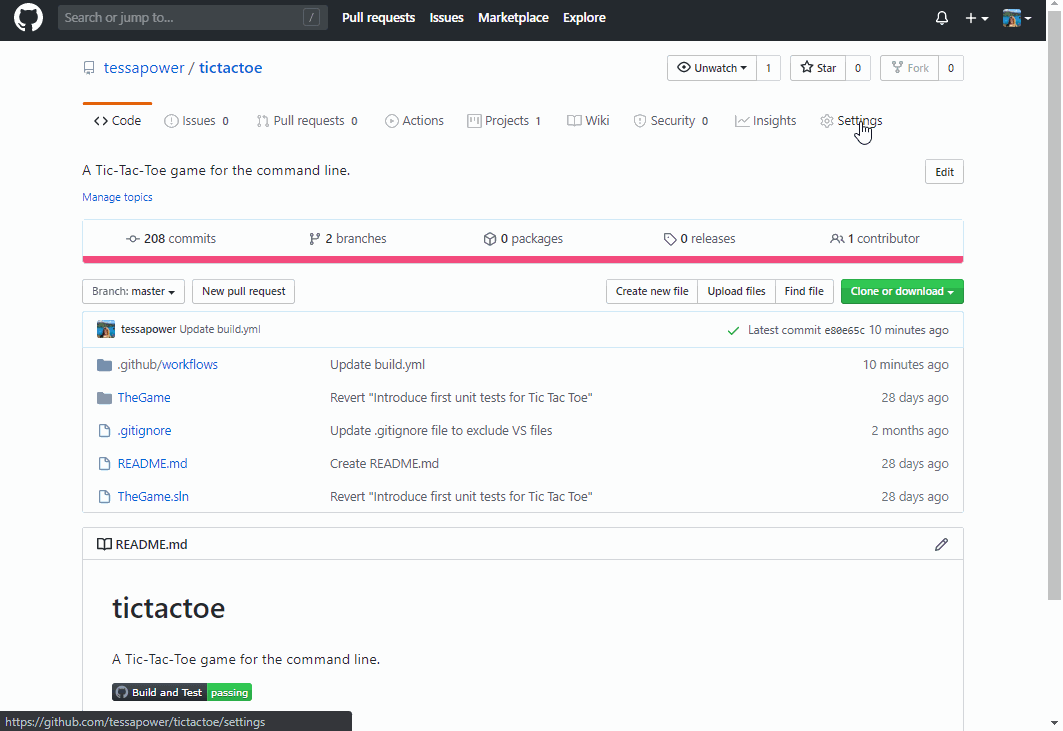 Search or jump to... / Pull requests Issues Marketplace Explore
tessapower / tictactoe Unwatch 1 Star 0 Fork 0
Code Issues 0 Pull requests 0 Actions Projects 1 Wiki Security 0 Insights Settings
A Tic-Tac-Toe game for the command line. Edit
Manage topics
208 commits 2 branches 0 packages 0 releases 1 contributor
Branch: master New pull request Create new file Upload files Find file Clone or download
tessapower Update build.yml Latest commit e80e65c 10 minutes ago
.github/workflows Update build.yml 10 minutes ago
TheGame Revert "Introduce first unit tests for Tic Tac Toe" 28 days ago
.gitignore Update .gitignore file to exclude VS files 2 months ago
README.md Create README.md 28 days ago
TheGame.sln Revert "Introduce first unit tests for Tic Tac Toe" 28 days ago
README.md
tictactoe
A Tic-Tac-Toe game for the command line.
Build and Test passing
https://github.com/tessapower/tictactoe/settings